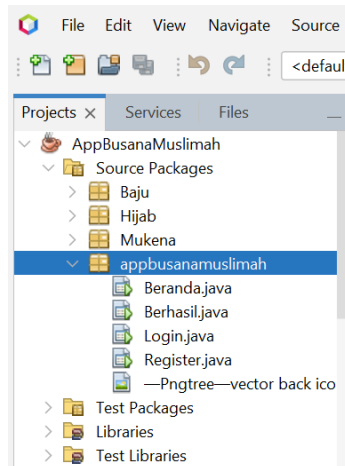 File Edit View Navigate Source
<defaul
Projects Services Files
AppBusanaMuslimah
Source Packages
Baju
Hijab
Mukena
appbusanamuslimah
Beranda.java
Berhasil.java
Login.java
Register.java
—Pngtree—vector back ico
Test Packages
Libraries
Test Libraries